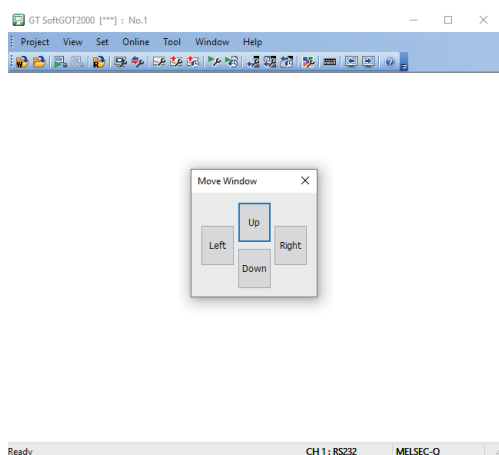 GT SoftGOT2000 [***] : No.1
Project View Set Online Tool Window Help
Move Window
Up
Left Right
Down
Ready CH 1 : RS232 MELSEC-Q